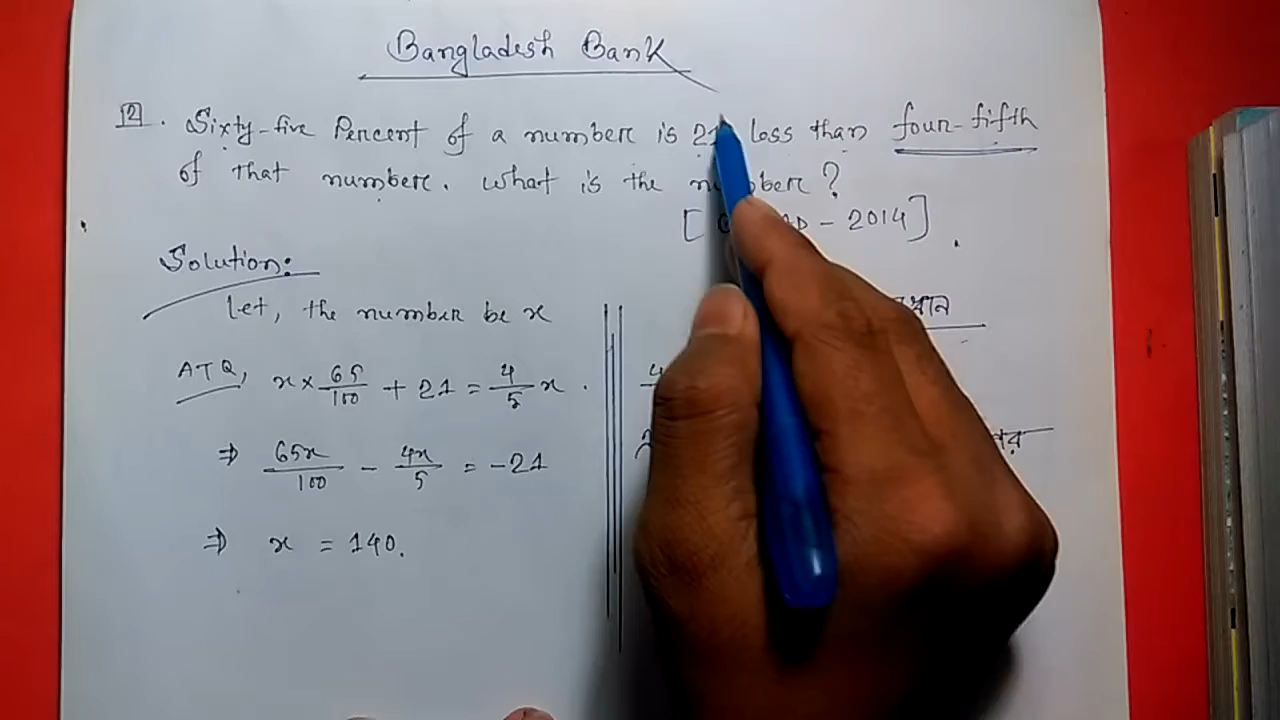 Bangladesh Bank
12. Sixty-five Percent of a number is 21 less than four-fifth
of that number. What is the number?
[ AD - 2014]
Solution:
Let, the number be x
ATQ, x × 65/100 + 21 = 4/5 x.
⇒ 65x/100 - 4x/5 = -21
⇒ x = 140.
4